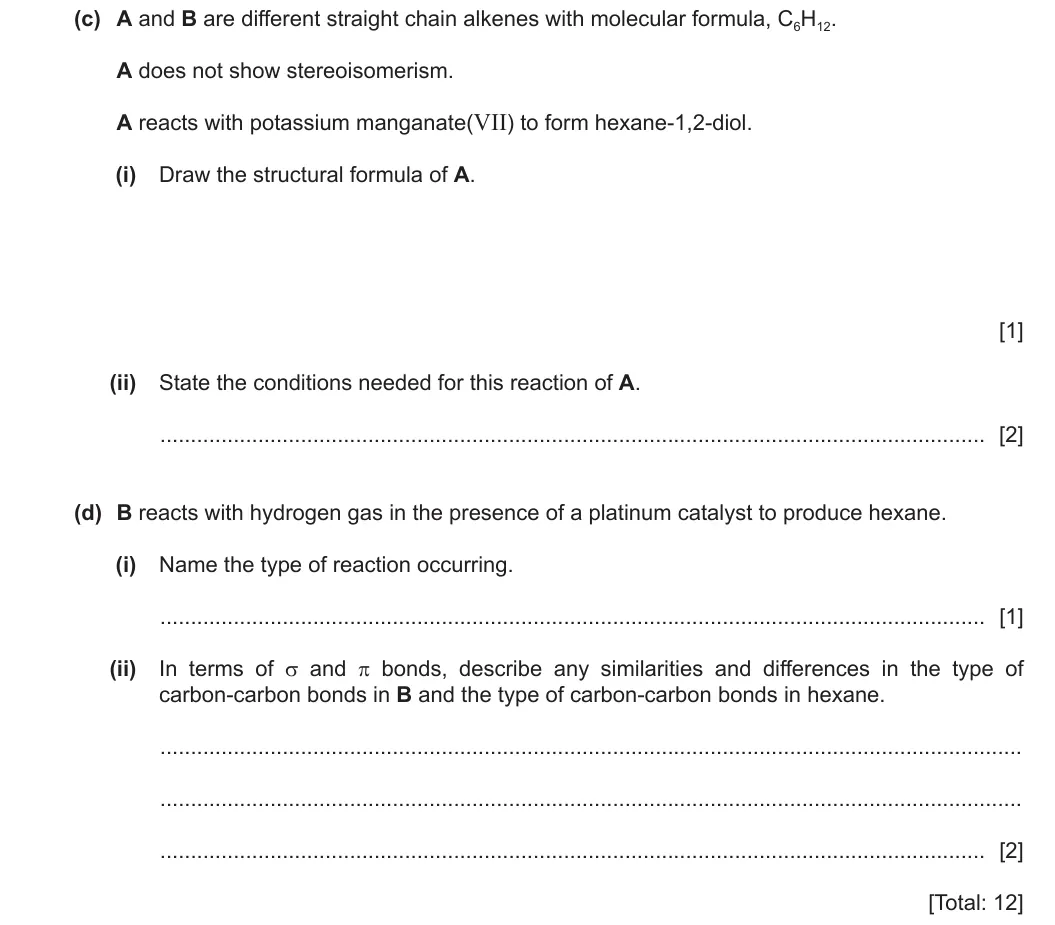 (c) A and B are different straight chain alkenes with molecular formula, C₆H₁₂.
A does not show stereoisomerism.
A reacts with potassium manganate(VII) to form hexane-1,2-diol.
(i) Draw the structural formula of A.
[1]
(ii) State the conditions needed for this reaction of A.
................................................................................ [2]
(d) B reacts with hydrogen gas in the presence of a platinum catalyst to produce hexane.
(i) Name the type of reaction occurring.
................................................................................ [1]
(ii) In terms of σ and π bonds, describe any similarities and differences in the type of
carbon-carbon bonds in B and the type of carbon-carbon bonds in hexane.
................................................................................
................................................................................
................................................................................ [2]
[Total: 12]